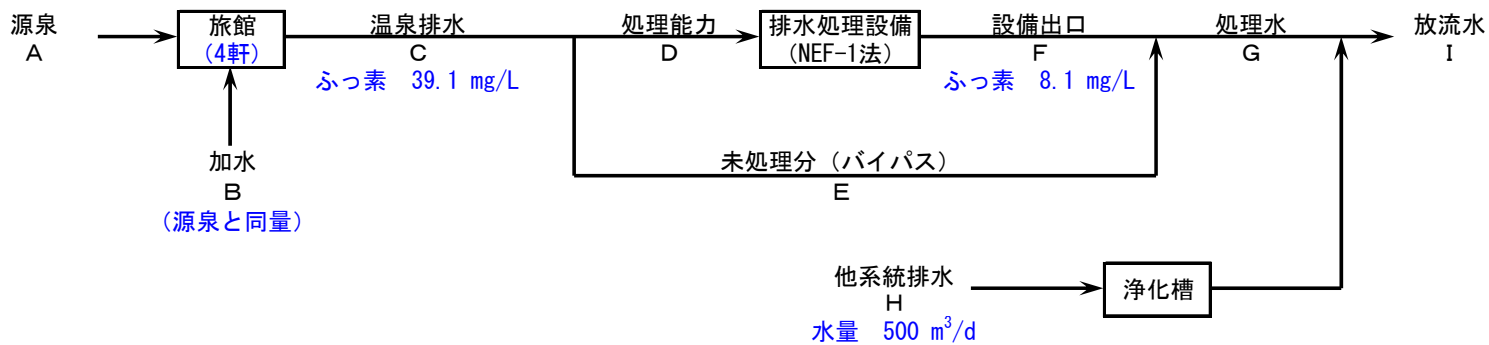 源泉
A
旅館
(4軒)
温泉排水
C
ふっ素 39.1 mg/L
処理能力
D
排水処理設備
(NEF-1法)
設備出口
F
ふっ素 8.1 mg/L
処理水
G
放流水
I
加水
B
(源泉と同量)
未処理分 (バイパス)
E
他系統排水
H
水量 500 m³/d
浄化槽